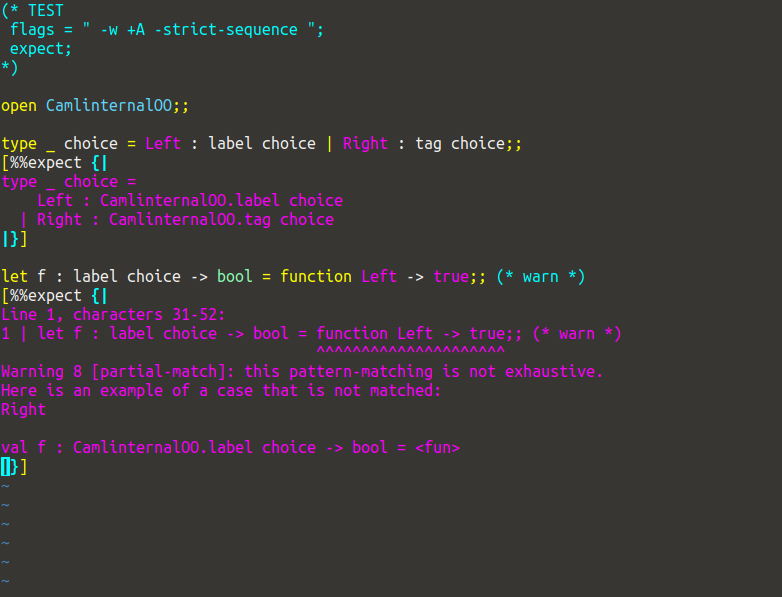 (* TEST
 flags = " -w +A -strict-sequence ";
 expect;
*)

open CamlinternalOO;;

type _ choice = Left : label choice | Right : tag choice;;
[%%expect {|
type _ choice =
    Left : CamlinternalOO.label choice
  | Right : CamlinternalOO.tag choice
|}]

let f : label choice -> bool = function Left -> true;; (* warn *)
[%%expect {|
Line 1, characters 31-52:
1 | let f : label choice -> bool = function Left -> true;; (* warn *)
                                   ^^^^^^^^^^^^^^^^^^^^^
Warning 8 [partial-match]: this pattern-matching is not exhaustive.
Here is an example of a case that is not matched:
Right

val f : CamlinternalOO.label choice -> bool = <fun>
|}]
~
~
~
~
~
~